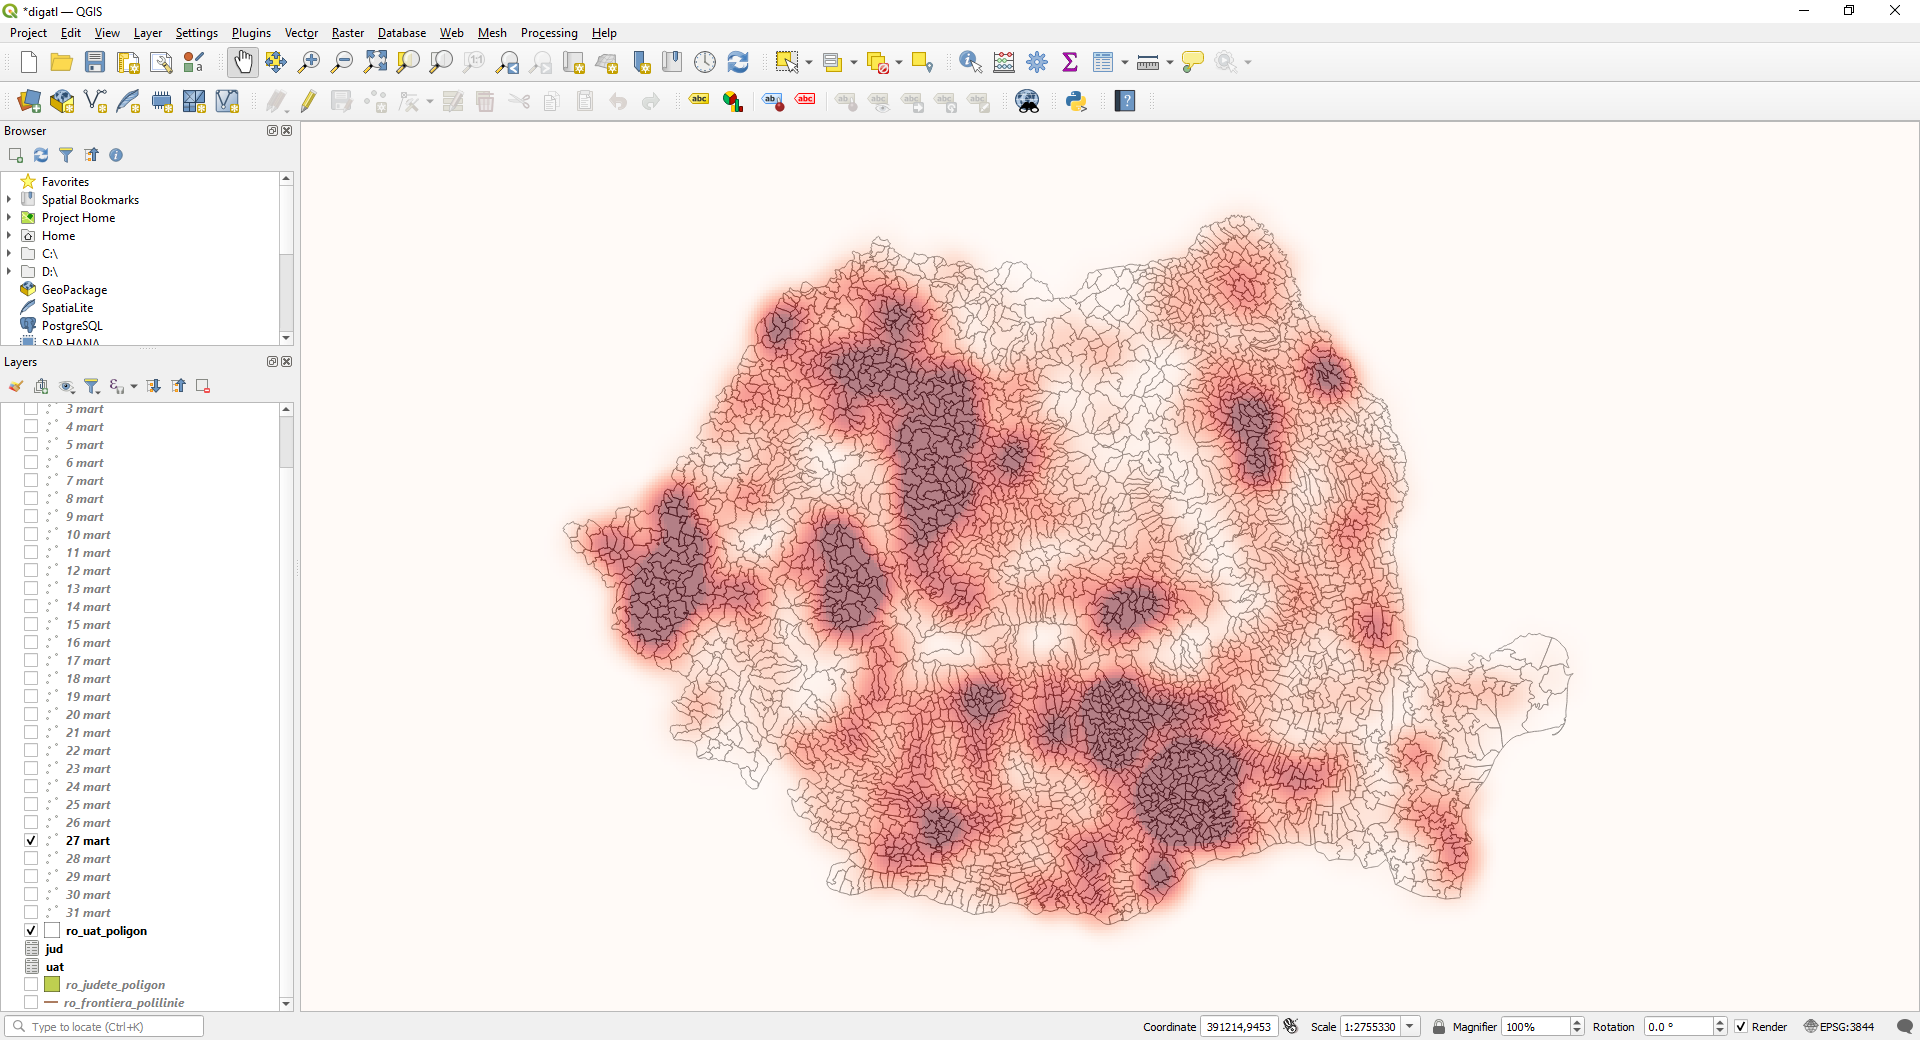 *digatl — QGIS
Project Edit View Layer Settings Plugins Vector Raster Database Web Mesh Processing Help
Browser
Favorites
Spatial Bookmarks
Project Home
Home
C:\
D:\
GeoPackage
SpatiaLite
PostgreSQL
SAP HANA
Layers
3 mart
4 mart
5 mart
6 mart
7 mart
8 mart
9 mart
10 mart
11 mart
12 mart
13 mart
14 mart
15 mart
16 mart
17 mart
18 mart
19 mart
20 mart
21 mart
22 mart
23 mart
24 mart
25 mart
26 mart
27 mart
28 mart
29 mart
30 mart
31 mart
ro_uat_poligon
jud
uat
ro_judete_poligon
ro_frontiera_polilinie
Type to locate (Ctrl+K)
Coordinate 391214,9453 Scale 1:2755330 Magnifier 100% Rotation 0.0 ° Render EPSG:3844